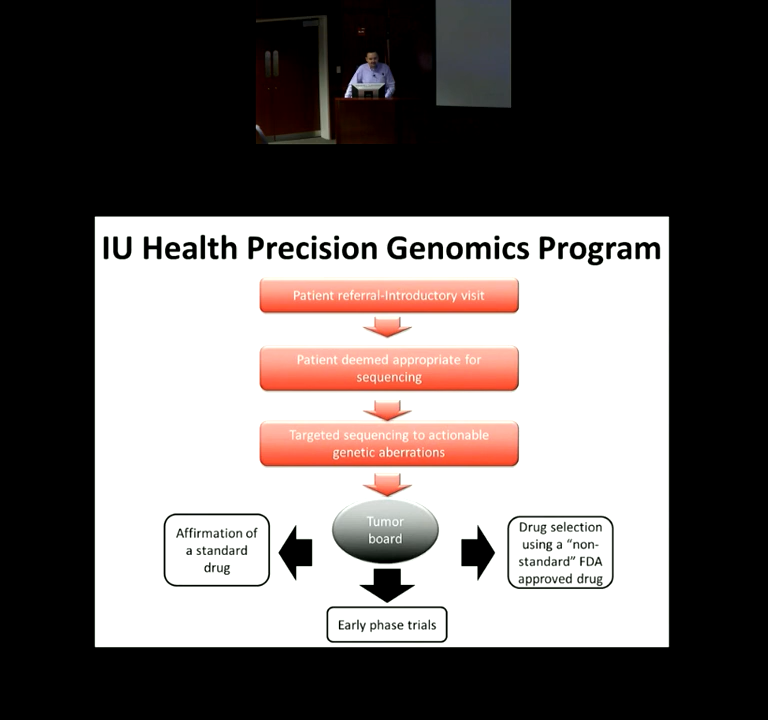 IU Health Precision Genomics Program
Patient referral-Introductory visit
Patient deemed appropriate for
sequencing
Targeted sequencing to actionable
genetic aberrations
Tumor
board
Affirmation of
a standard
drug
Drug selection
using a “non-
standard” FDA
approved drug
Early phase trials